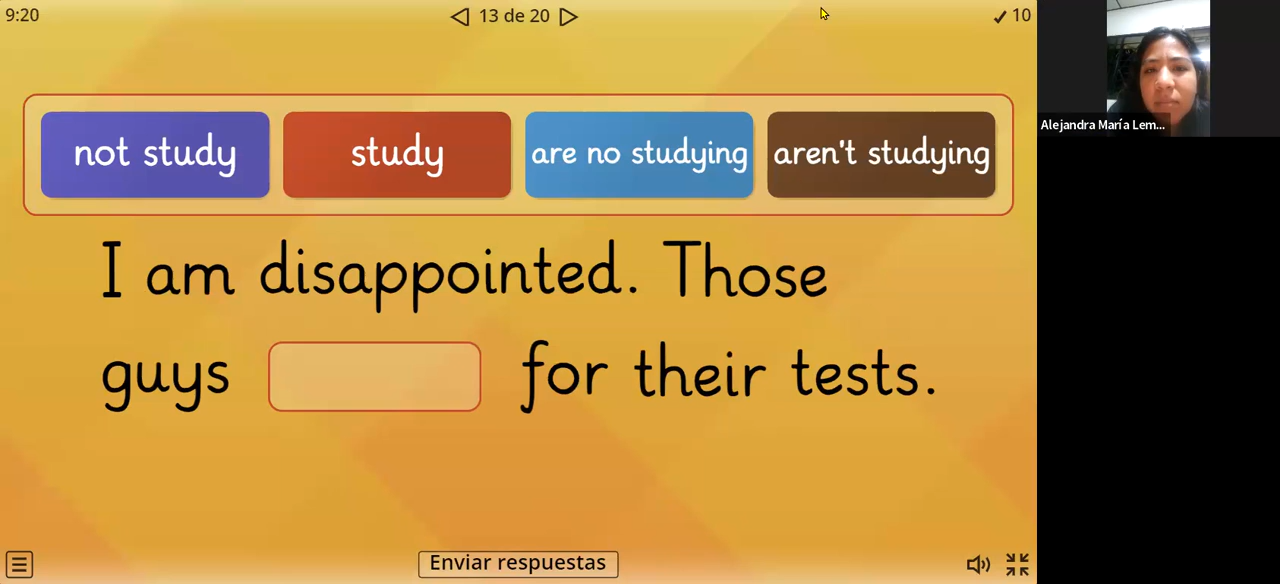 9:20
13 de 20
10
not study
study
are no studying
aren't studying
I am disappointed. Those
guys
for their tests.
Enviar respuestas
Alejandra María Lem...